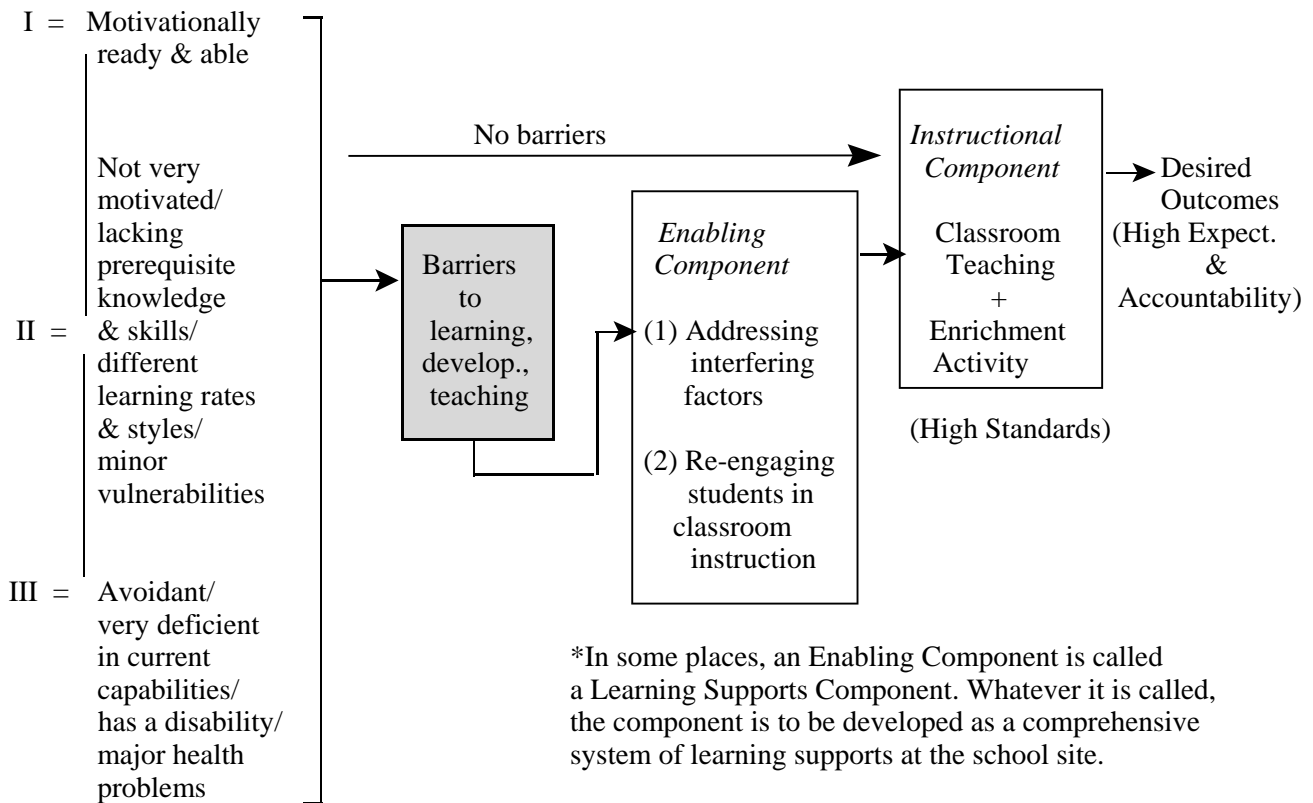 I = Motivationally
ready & able
Not very
motivated/
lacking
prerequisite
knowledge
II = & skills/
different
learning rates
& styles/
minor
vulnerabilities
III = Avoidant/
very deficient
in current
capabilities/
has a disability/
major health
problems
No barriers
Barriers
to
learning,
develop.,
teaching
Enabling
Component
(1) Addressing
interfering
factors
(2) Re-engaging
students in
classroom
instruction
Instructional
Component
Classroom
Teaching
+
Enrichment
Activity
(High Standards)
Desired
Outcomes
(High Expect.
&
Accountability)
*In some places, an Enabling Component is called
a Learning Supports Component. Whatever it is called,
the component is to be developed as a comprehensive
system of learning supports at the school site.